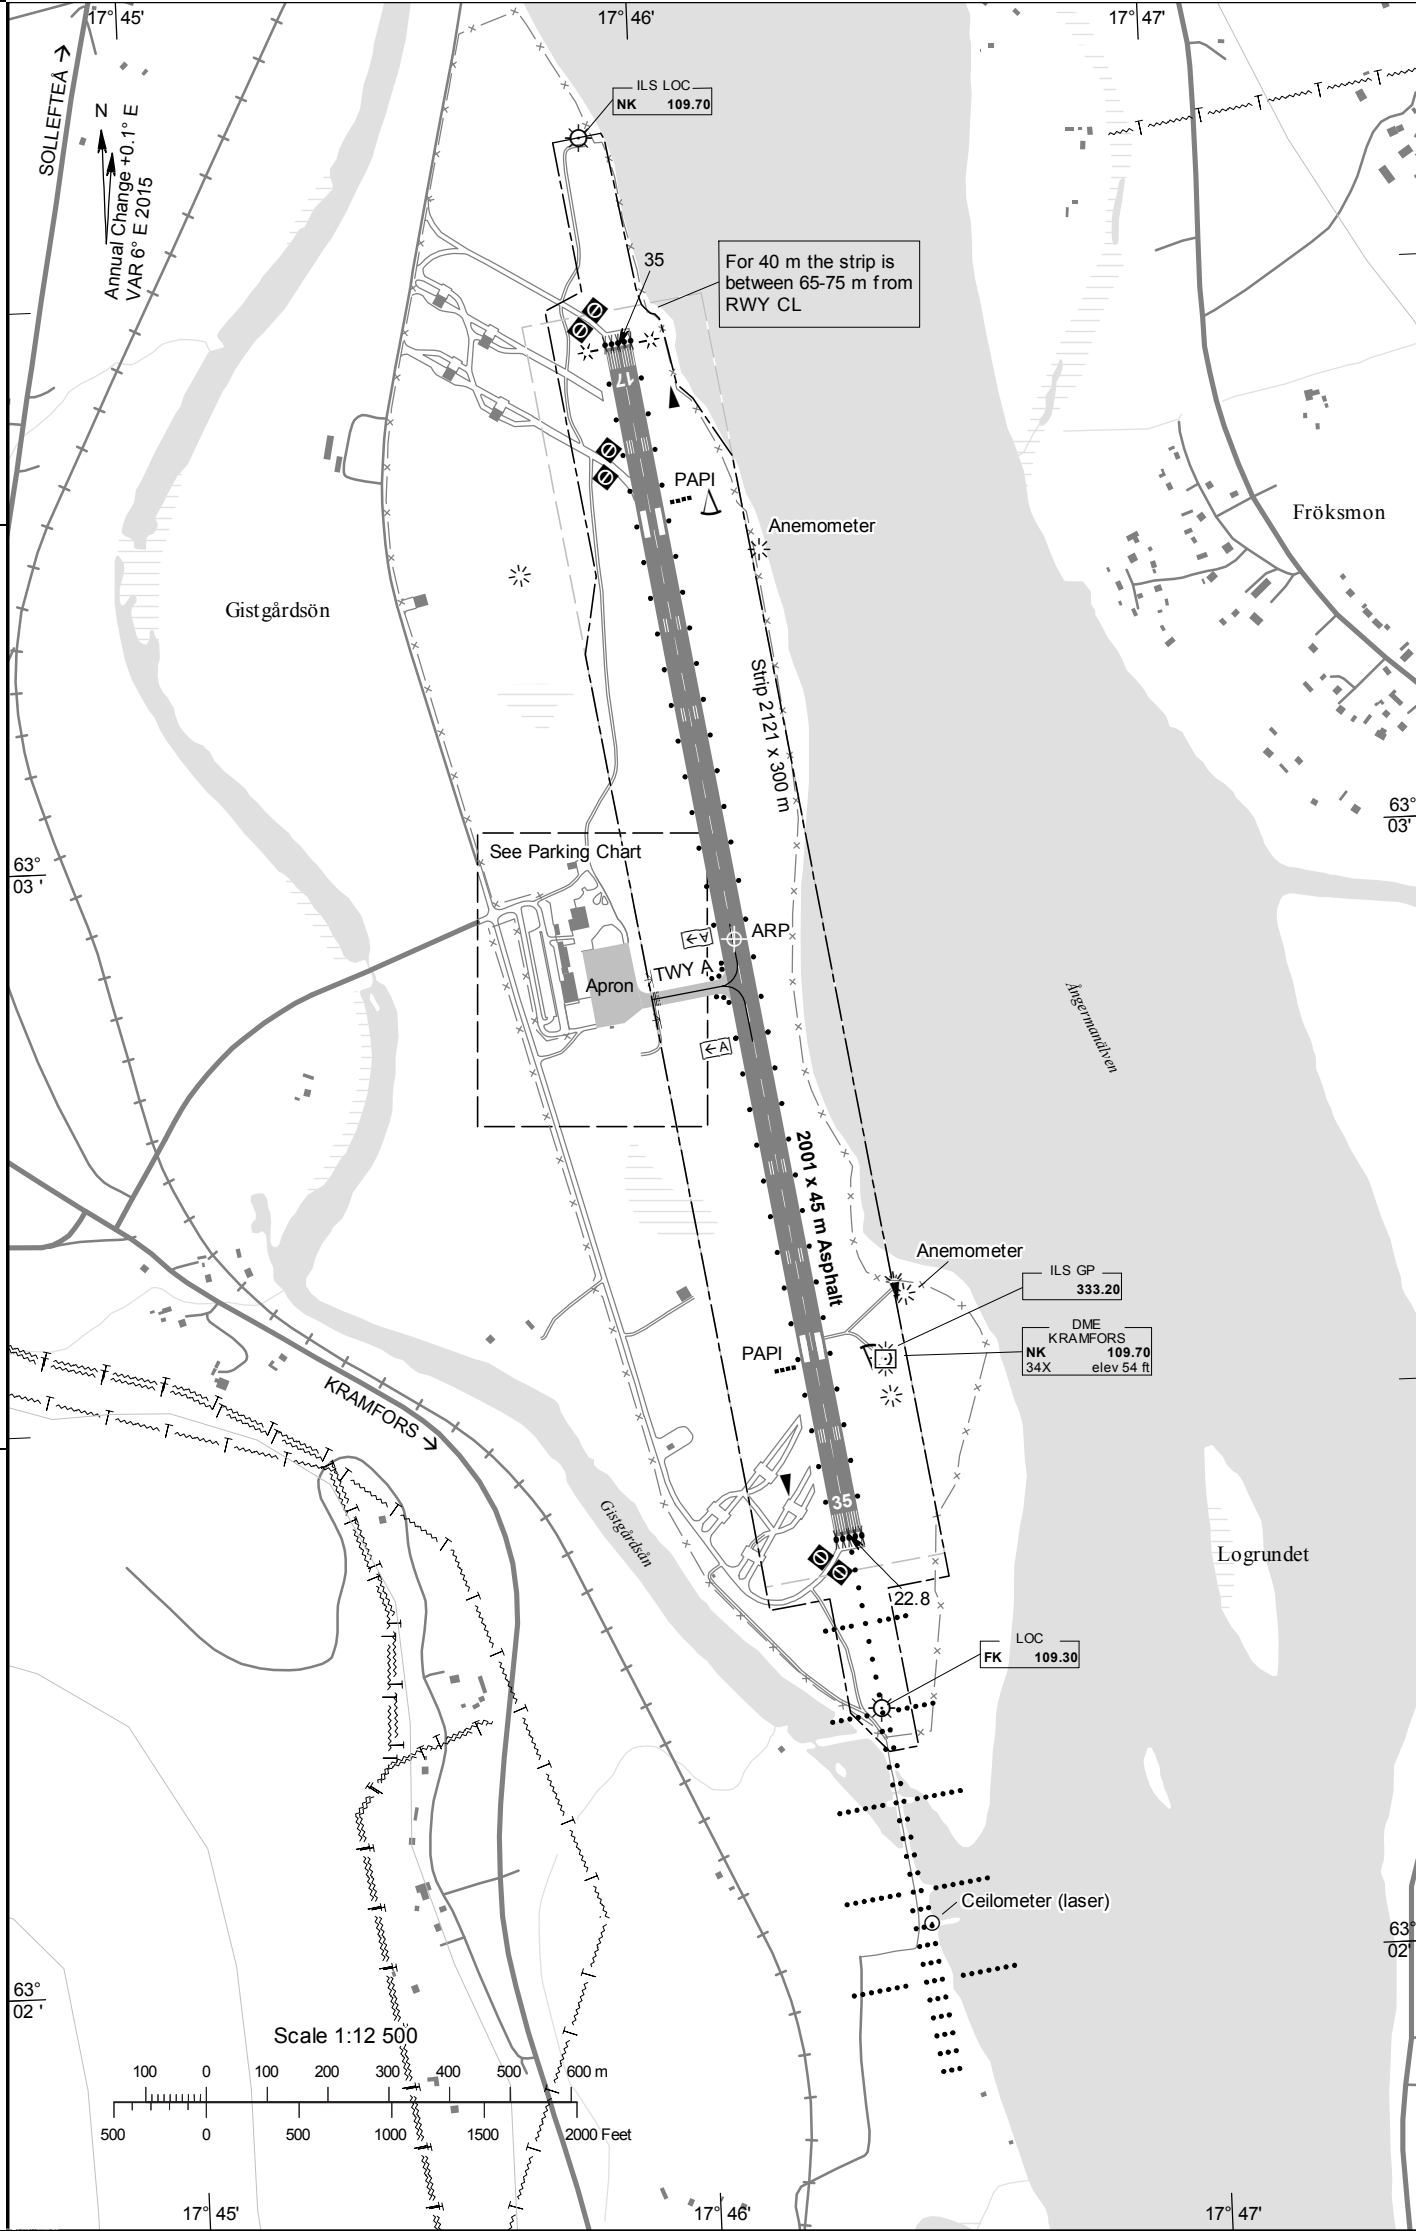 17° 45'
17° 46'
17° 47'
SOLLEFTEÅ →
N
Annual Change +0.1° E
VAR 6° E 2015
ILS LOC
NK 109.70
35
For 40 m the strip is
between 65-75 m from
RWY CL
17
PAPI
Anemometer
Fröksmon
Gistgårdsön
Strip 2121 x 300 m
63°
03'
63°
03 '
See Parking Chart
A→
ARP
TWY A
Apron
←A
Ångermanälven
2001 x 45 m Asphalt
Anemometer
ILS GP
333.20
DME
KRAMFORS
NK 109.70
34X elev 54 ft
PAPI
KRAMFORS →
35
Gistgårdsån
Logrundet
22.8
LOC
FK 109.30
Ceilometer (laser)
63°
02'
63°
02 '
Scale 1:12 500
100 0 100 200 300 400 500 600 m
500 0 500 1000 1500 2000 Feet
17° 45'
17° 46'
17° 47'